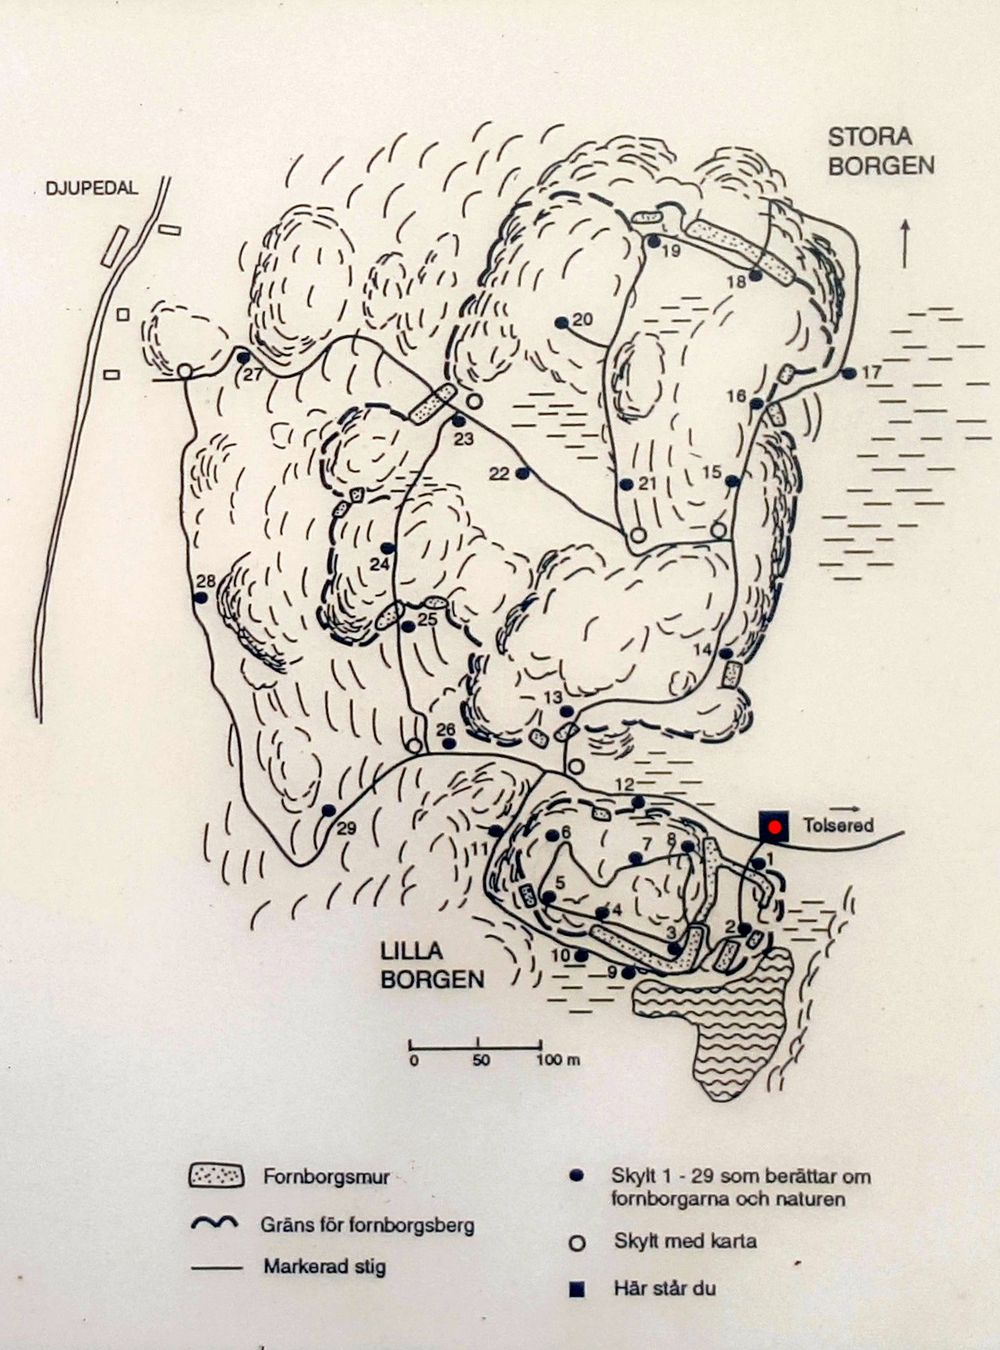 STORA
BORGEN
DJUPEDAL
19
18
20
27
17
16
23
22
21
15
24
28
25
14
13
26
12
Tolsered
29
11
6
7
8
1
5
4
3
2
10
9
LILLA
BORGEN
0 50 100 m
Fornborgsmur
Gräns för fornborgsberg
Markerad stig
Skylt 1 - 29 som berättar om
fornborgarna och naturen
Skylt med karta
Här står du